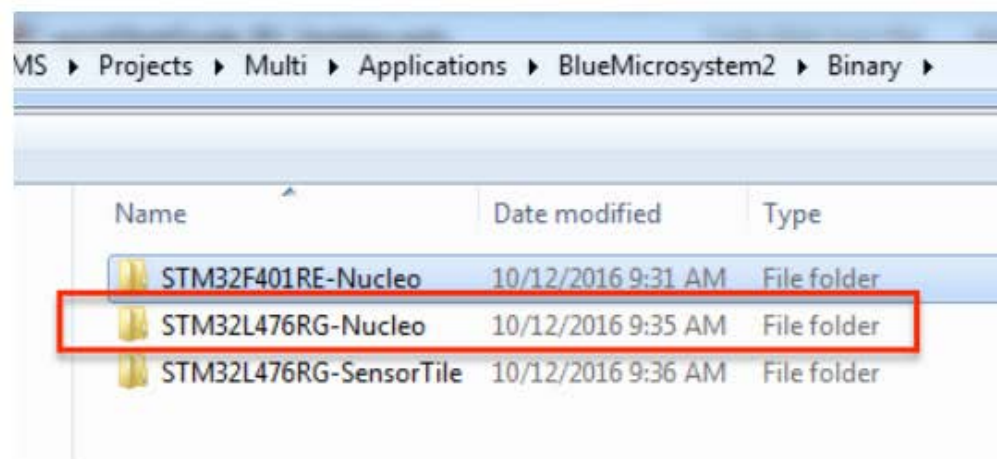 MS ▸ Projects ▸ Multi ▸ Applications ▸ BlueMicrosystem2 ▸ Binary ▸
Name Date modified Type
STM32F401RE-Nucleo 10/12/2016 9:31 AM File folder
STM32L476RG-Nucleo 10/12/2016 9:35 AM File folder
STM32L476RG-SensorTile 10/12/2016 9:36 AM File folder